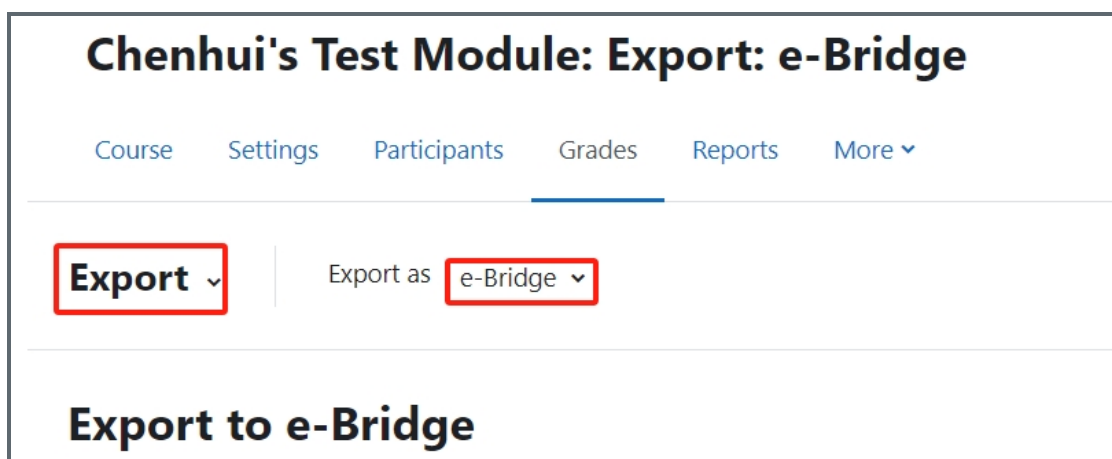 Chenhui's Test Module: Export: e-Bridge
Course Settings Participants Grades Reports More
Export Export as e-Bridge
Export to e-Bridge